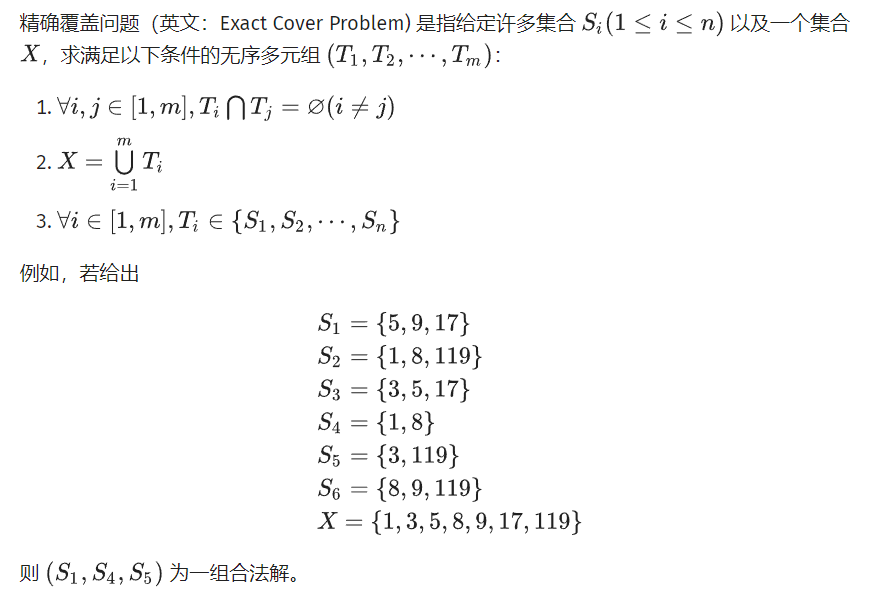 精确覆盖问题（英文：Exact Cover Problem) 是指给定许多集合 $S_i(1 \le i \le n)$ 以及一个集合
$X$，求满足以下条件的无序多元组 $(T_1, T_2, \cdots, T_m)$：
1. $\forall i, j \in [1, m], T_i \bigcap T_j = \varnothing (i \neq j)$
2. $X = \bigcup\limits_{i=1}^{m} T_i$
3. $\forall i \in [1, m], T_i \in \{S_1, S_2, \cdots, S_n\}$
例如，若给出
$S_1 = \{5, 9, 17\}$
$S_2 = \{1, 8, 119\}$
$S_3 = \{3, 5, 17\}$
$S_4 = \{1, 8\}$
$S_5 = \{3, 119\}$
$S_6 = \{8, 9, 119\}$
$X = \{1, 3, 5, 8, 9, 17, 119\}$
则 $(S_1, S_4, S_5)$ 为一组合法解。